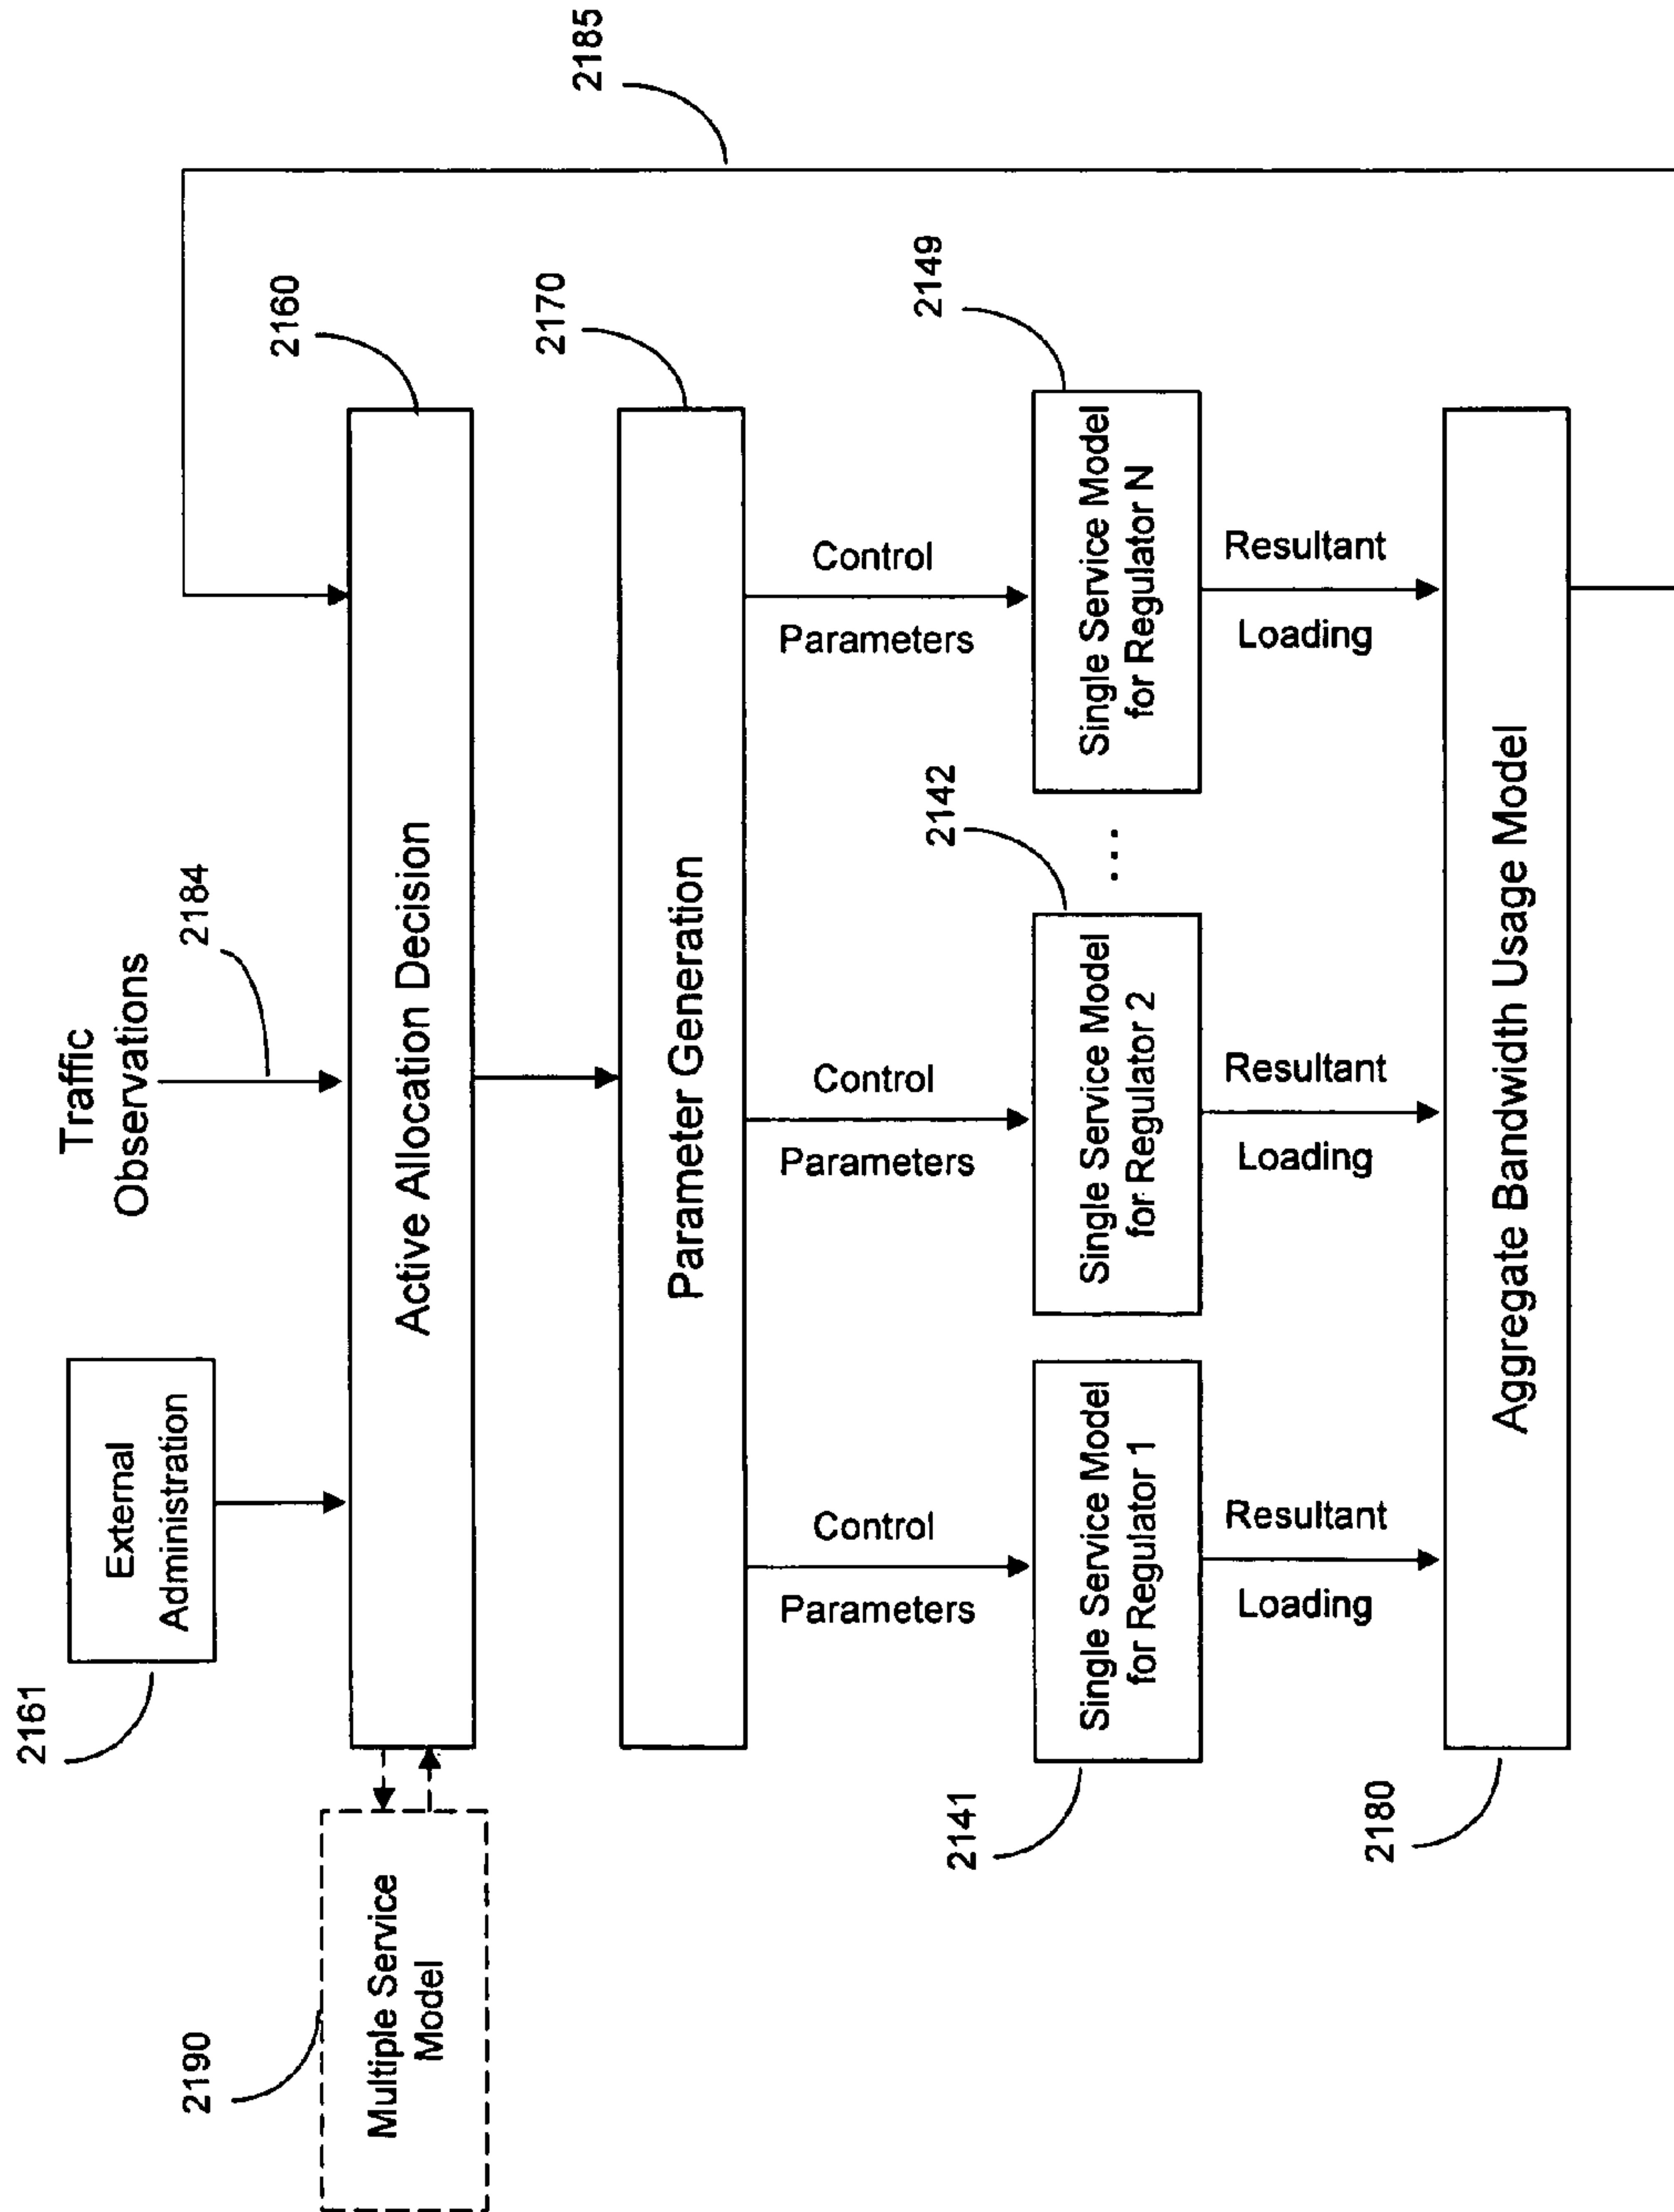 Traffic
Observations
2184
2185
2161
External
Administration
2190
Multiple Service
Model
2160
Active Allocation Decision
2170
Parameter Generation
Control
Parameters
Control
Parameters
Control
Parameters
2141
Single Service Model
for Regulator 1
2142
Single Service Model
for Regulator 2
...
2149
Single Service Model
for Regulator N
Resultant
Loading
Resultant
Loading
Resultant
Loading
2180
Aggregate Bandwidth Usage Model